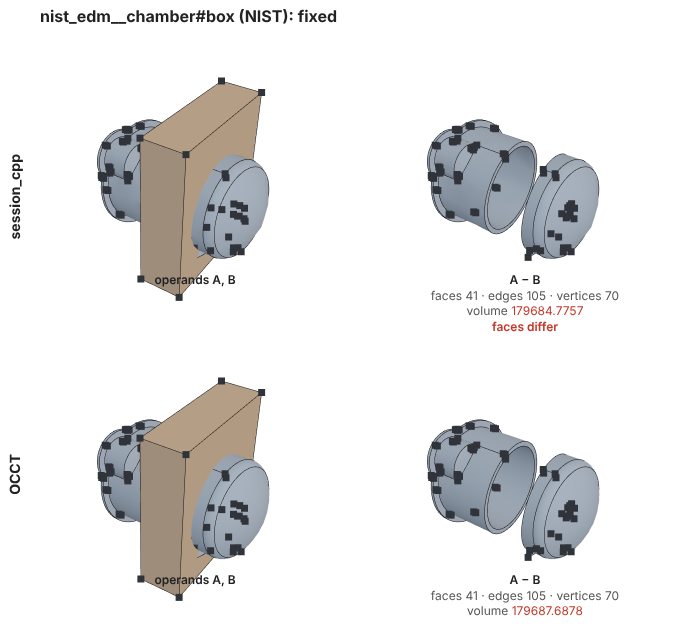 nist_edm__chamber#box (NIST): fixed
session_cpp
operands A, B
A − B
faces 41 · edges 105 · vertices 70
volume 179684.7757
faces differ
OCCT
operands A, B
A − B
faces 41 · edges 105 · vertices 70
volume 179687.6878